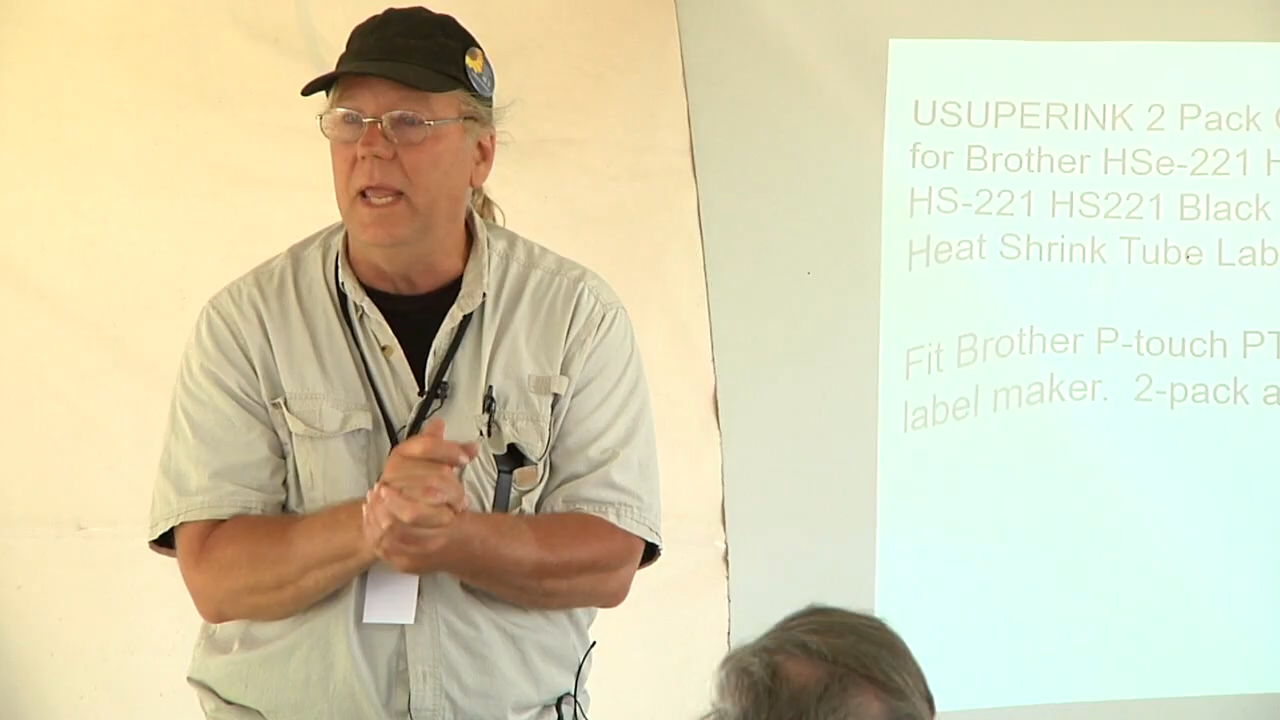 USUPERINK 2 Pack
for Brother HSe-221
HS-221 HS221 Black
Heat Shrink Tube
Fit Brother P-touch
label maker. 2-pack